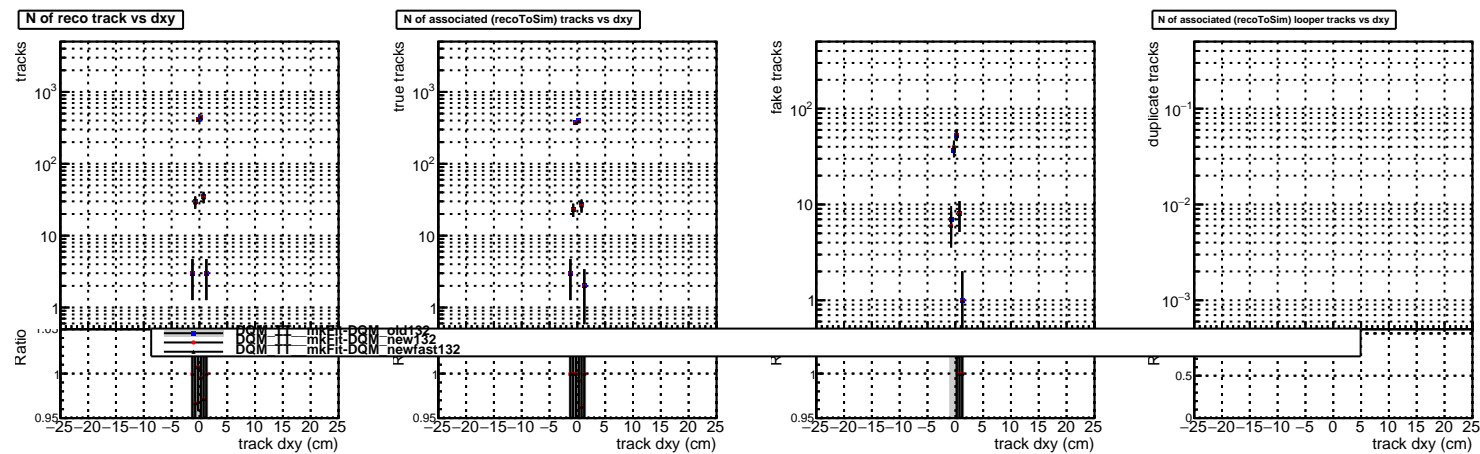 N of reco track vs dxy
tracks
10³
10²
10
1
1.05
Ratio
1
0.95
−25 −20 −15 −10 −5 0 5 10 15 20 25
track dxy (cm)
N of associated (recoToSim) tracks vs dxy
true tracks
10³
10²
10
1
1
0.95
−25 −20 −15 −10 −5 0 5 10 15 20 25
track dxy (cm)
fake tracks
10²
10
1
1
0.95
−25 −20 −15 −10 −5 0 5 10 15 20 25
track dxy (cm)
N of associated (recoToSim) looper tracks vs dxy
duplicate tracks
10⁻¹
10⁻²
10⁻³
0.5
0
−25 −20 −15 −10 −5 0 5 10 15 20 25
track dxy (cm)
DQM_TT__mkFit-DQM_old132
DQM_TT__mkFit-DQM_new132
DQM_TT__mkFit-DQM_newfast132